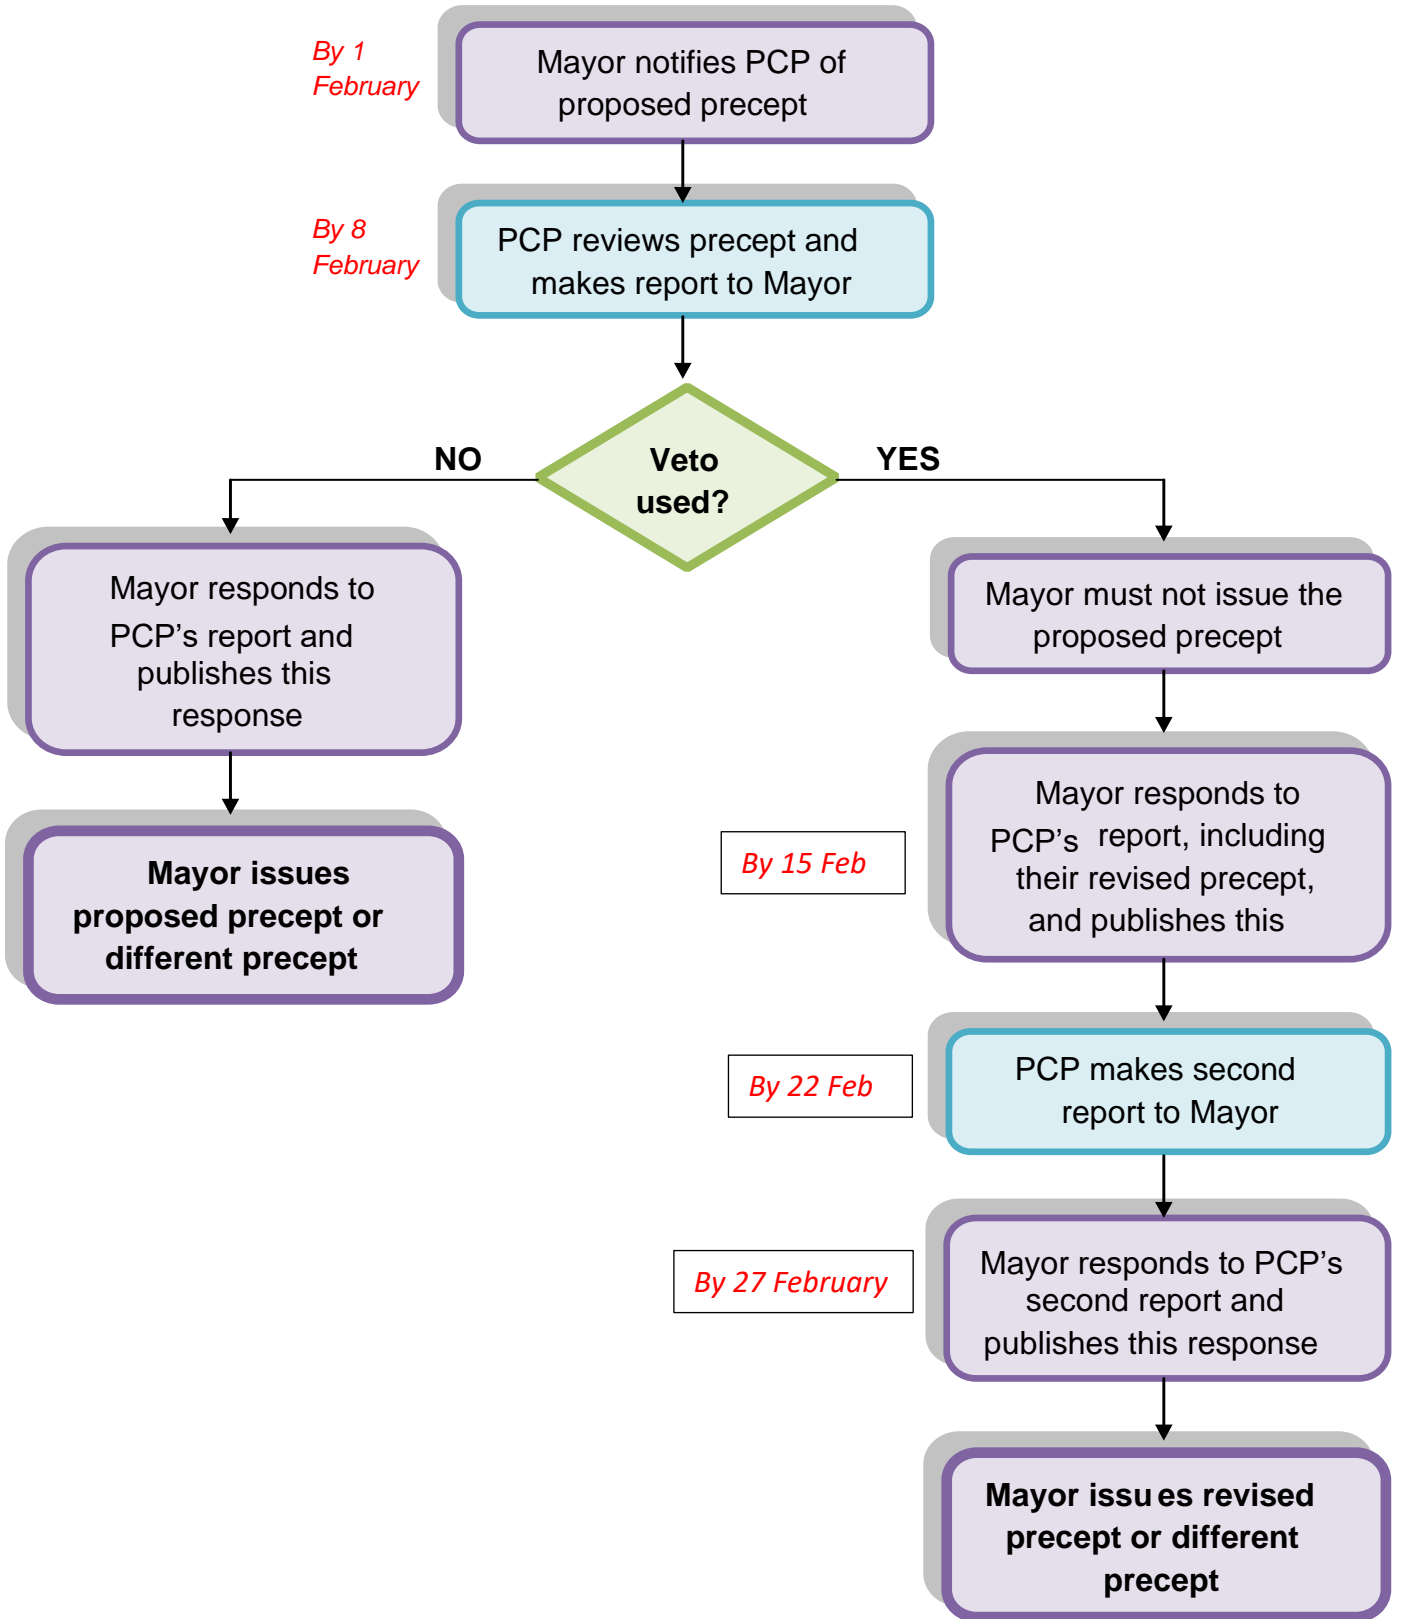 By 1
February
Mayor notifies PCP of
proposed precept
By 8
February
PCP reviews precept and
makes report to Mayor
Veto
used?
NO
YES
Mayor responds to
PCP's report and
publishes this
response
Mayor issues
proposed precept or
different precept
Mayor must not issue the
proposed precept
By 15 Feb
Mayor responds to
PCP's report, including
their revised precept,
and publishes this
By 22 Feb
PCP makes second
report to Mayor
By 27 February
Mayor responds to PCP's
second report and
publishes this response
Mayor issues revised
precept or different
precept